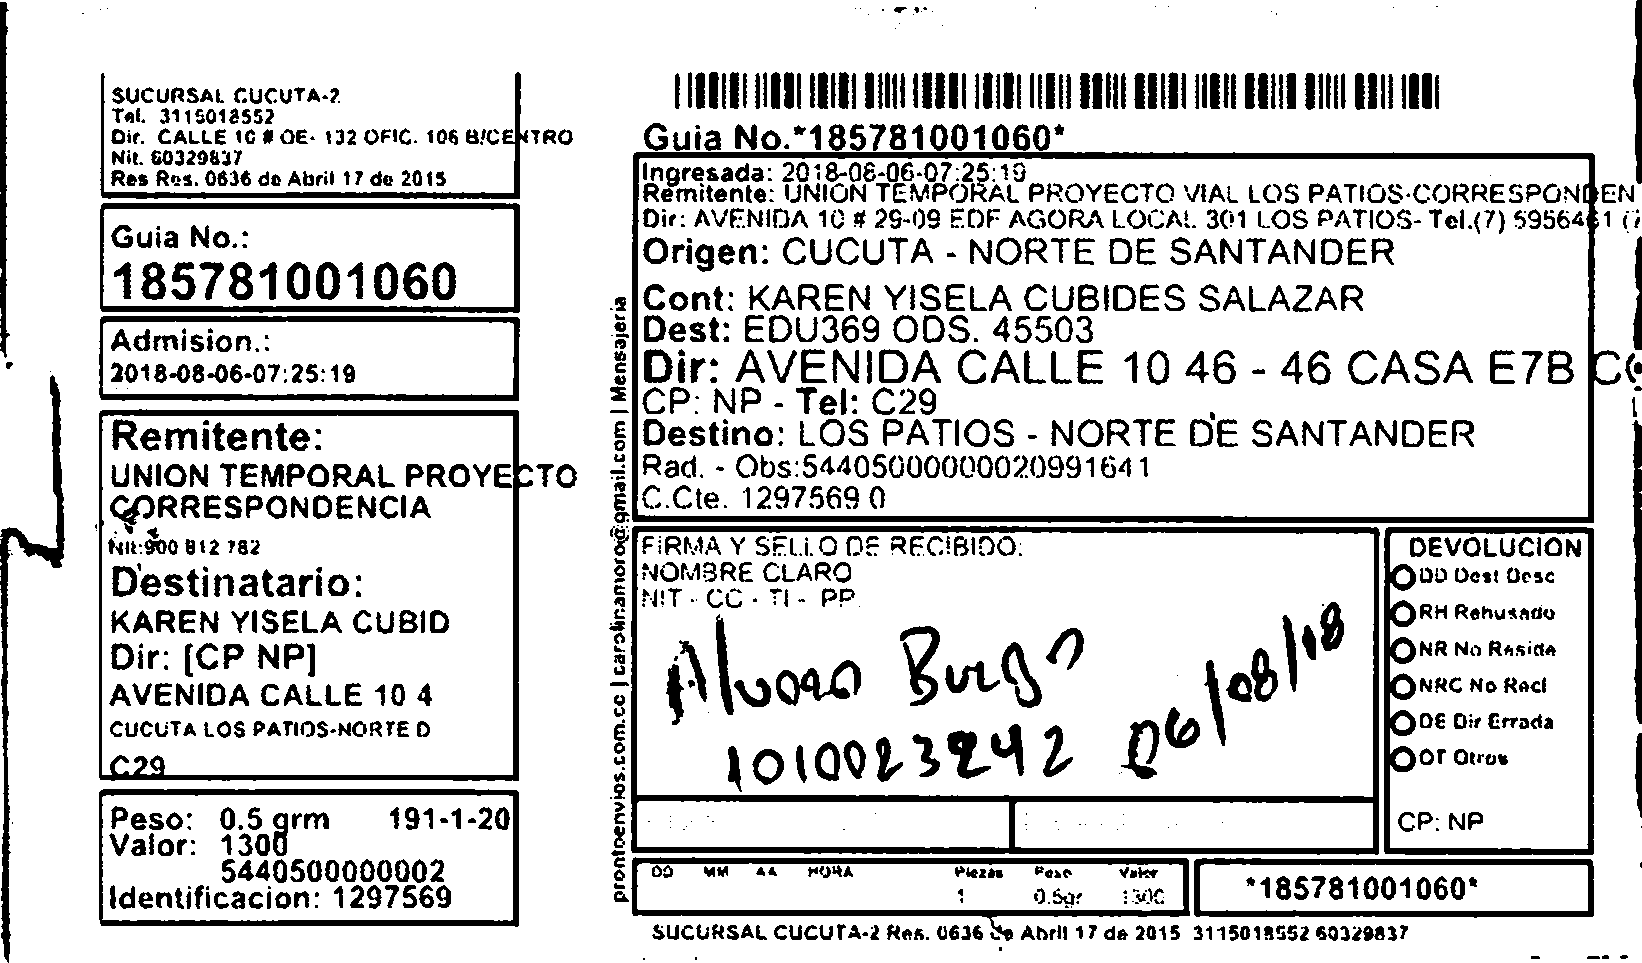 SUCURSAL CUCUTA-2
Tel. 3115018552
Dir. CALLE 10 # OE- 132 OFIC. 106 B/CENTRO
Nit. 60329837
Res Res. 0636 de Abril 17 de 2015
Guia No.:
185781001060
Admision.:
2018-08-06-07:25:19
Remitente:
UNION TEMPORAL PROYECTO
CORRESPONDENCIA
Nit:900 812 782
Destinatario:
KAREN YISELA CUBID
Dir: [CP NP]
AVENIDA CALLE 10 4
CUCUTA LOS PATIOS-NORTE D
C29
Peso: 0.5 grm 191-1-20
Valor: 1300
5440500000002
Identificacion: 1297569
prontoenvios.com.co | carolinamoro@gmail.com | Mensajeria
Guia No.*185781001060*
Ingresada: 2018-08-06-07:25:19
Remitente: UNION TEMPORAL PROYECTO VIAL LOS PATIOS-CORRESPONDEN
Dir: AVENIDA 10 # 29-09 EDF AGORA LOCAL 301 LOS PATIOS- Tel.(7) 5956461 (7
Origen: CUCUTA - NORTE DE SANTANDER
Cont: KAREN YISELA CUBIDES SALAZAR
Dest: EDU369 ODS. 45503
Dir: AVENIDA CALLE 10 46 - 46 CASA E7B CO
CP: NP - Tel: C29
Destino: LOS PATIOS - NORTE DE SANTANDER
Rad. - Obs:54405000000020991641
C.Cte. 1297569 0
FIRMA Y SELLO DE RECIBIDO:
NOMBRE CLARO
NIT - CC - TI - PP
Alvaro Burgo
1010023242 06/08/18
DEVOLUCION
DD Dest Desc
RH Rehusado
NR No Reside
NRC No Recl
DE Dir Errada
OT Otros
CP: NP
DD MM AA HORA Piezas Peso Valor
1 0.5gr 1300
*185781001060*
SUCURSAL CUCUTA-2 Res. 0636 de Abril 17 de 2015 3115018552 60329837